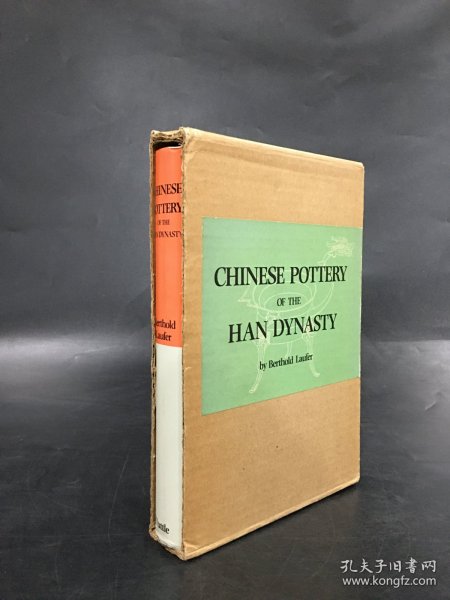 CHINESE
POTTERY
OF THE
HAN DYNASTY
Berthold
Laufer
CHINESE POTTERY
OF THE
HAN DYNASTY
by Berthold Laufer
孔夫子旧书网
www.kongfz.com